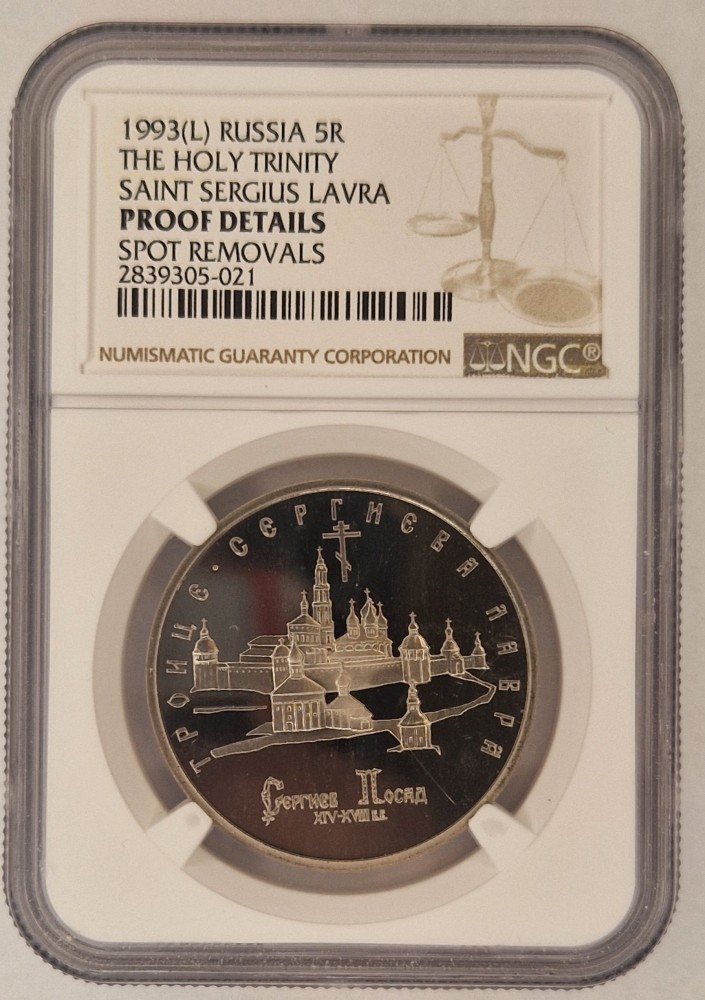 1993(L) RUSSIA 5R
THE HOLY TRINITY
SAINT SERGIUS LAVRA
PROOF DETAILS
SPOT REMOVALS
2839305-021
NUMISMATIC GUARANTY CORPORATION
NGC®
ТРОИЦЕ·СЕРГИЕВА ЛАВРА
Сергиев Посад
XIV-XVIII в.в.